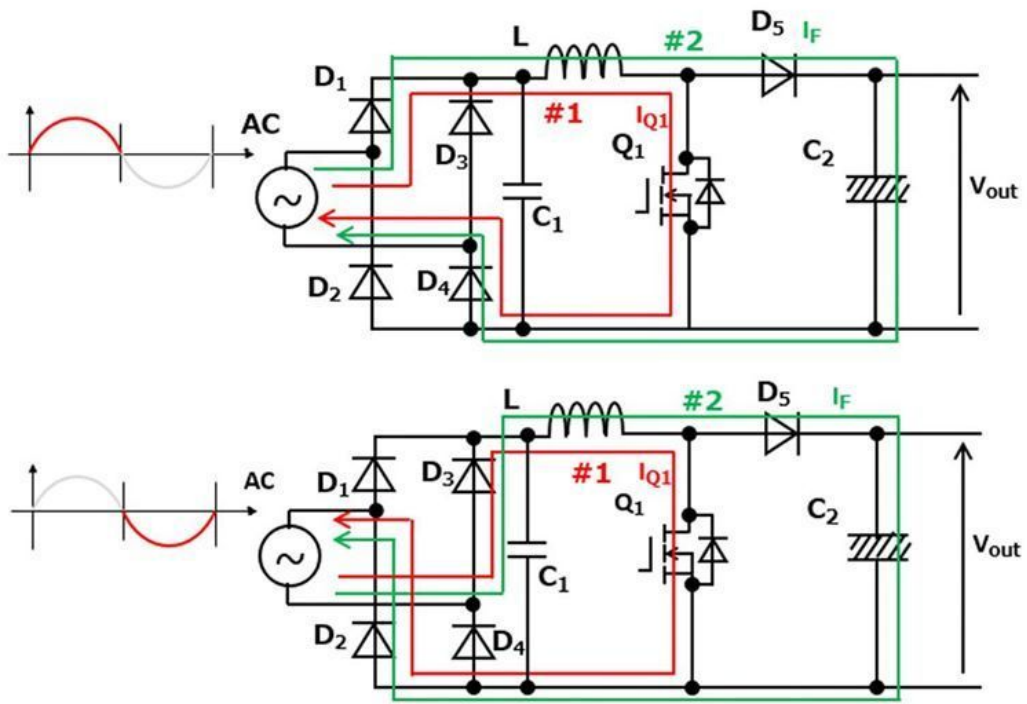 D5
IF
L
#2
D1
#1
IQ1
AC
D3
Q1
C2
C1
Vout
D2
D4
D5
IF
L
#2
D1
D3
#1
IQ1
AC
Q1
C2
C1
Vout
D2
D4